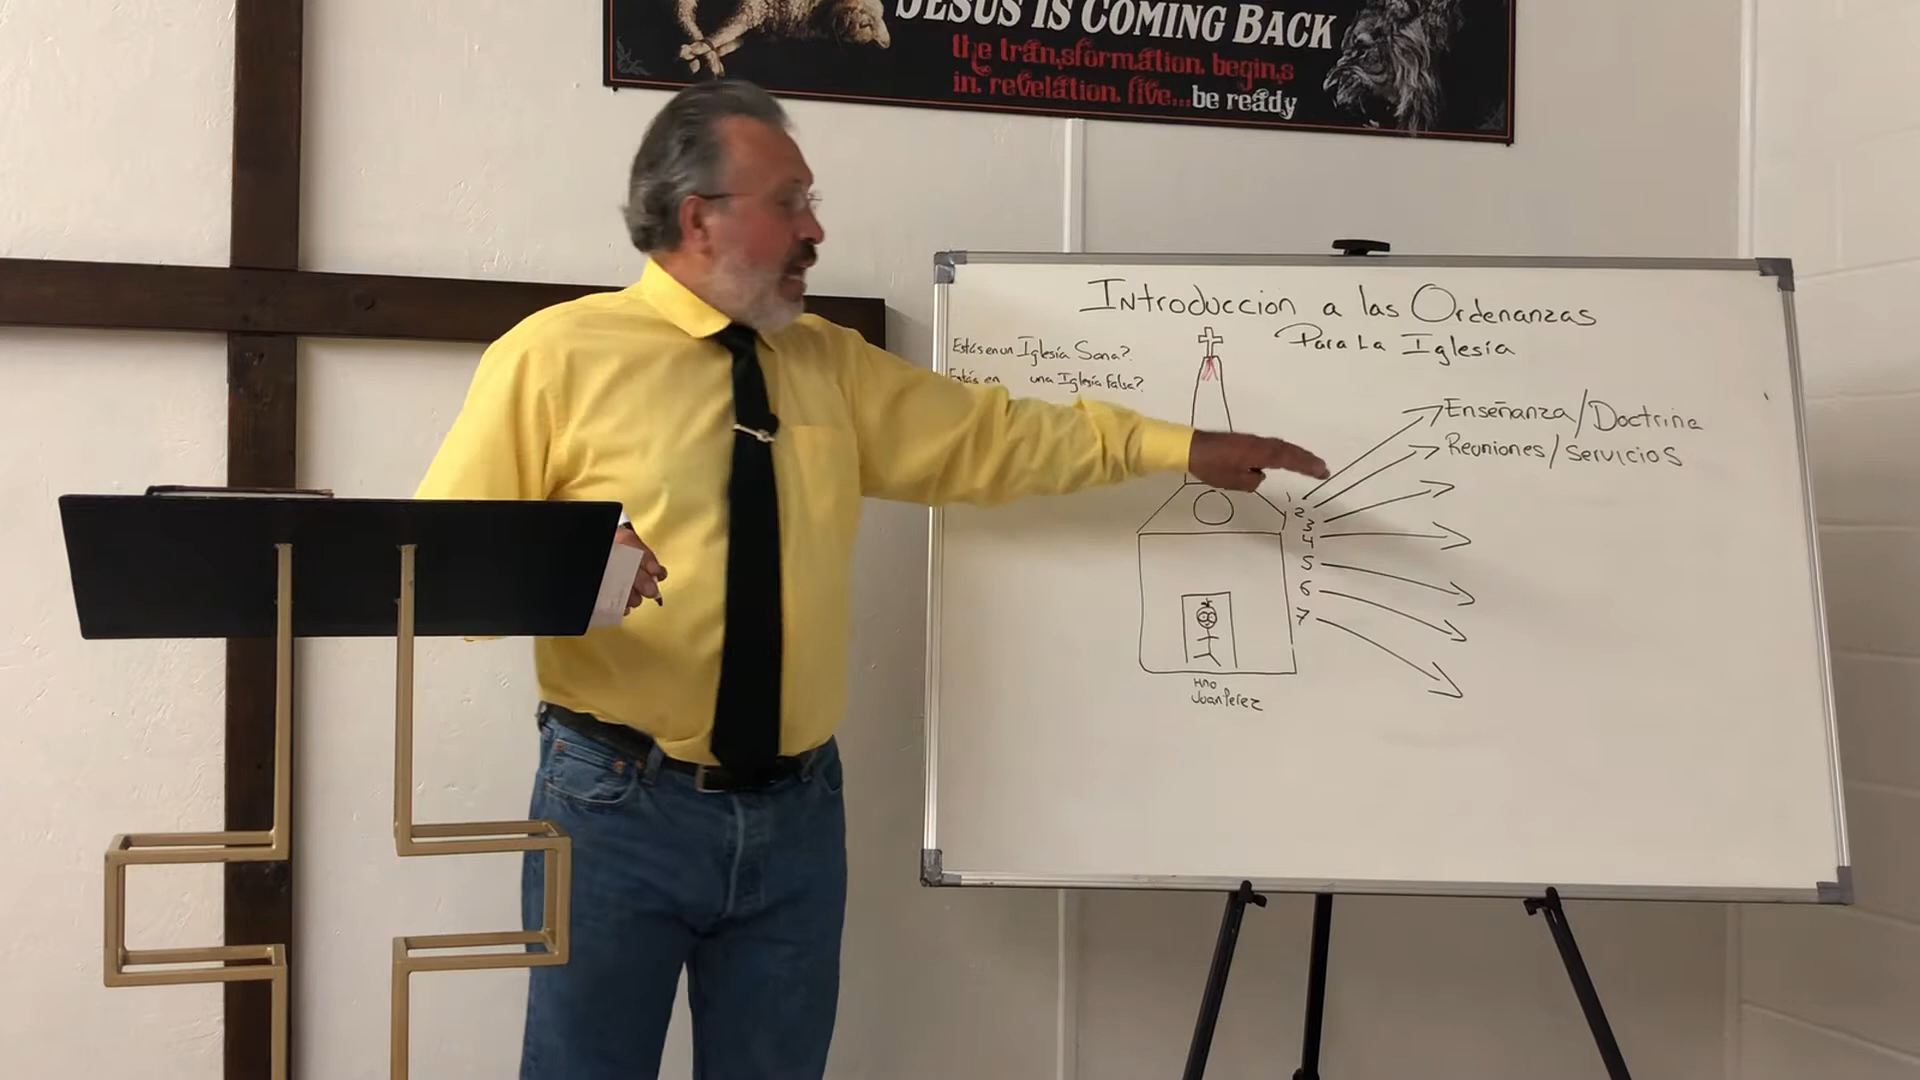 JESUS IS COMING BACK
the transformation begins
in revelation five...be ready
Introduccion a las Ordenanzas
Para La Iglesia
Estás en un Iglesía Sana?
Estás en una Iglesía Falsa?
Enseñanza/Doctrina
Reuniones/Servicios
1
2
3
4
5
6
7
Hno
Juan Perez